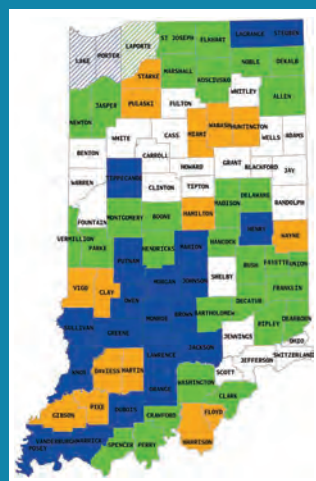 ST JOSEPH ELKHART LAGRANGE STEUBEN
LAKE PORTER LAPORTE
NOBLE DEKALB
STARKE MARSHALL
KOSCIUSKO
WHITLEY ALLEN
JASPER PULASKI FULTON
NEWTON
WABASH HUNTINGTON
MIAMI
WHITE CASS WELLS ADAMS
BENTON CARROLL
HOWARD GRANT BLACKFORD JAY
WARREN TIPPECANOE
CLINTON TIPTON
DELAWARE RANDOLPH
FOUNTAIN MONTGOMERY BOONE HAMILTON MADISON
VERMILLION HENRY WAYNE
PARKE HENDRICKS MARION HANCOCK
PUTNAM
RUSH FAYETTE UNION
VIGO CLAY MORGAN JOHNSON SHELBY
OWEN FRANKLIN
DECATUR
SULLIVAN GREENE MONROE BROWN BARTHOLOMEW
RIPLEY DEARBORN
JENNINGS
LAWRENCE JACKSON OHIO
KNOX DAVIESS MARTIN JEFFERSON SWITZERLAND
SCOTT
ORANGE WASHINGTON
CLARK
GIBSON PIKE DUBOIS
CRAWFORD FLOYD
HARRISON
VANDERBURGH WARRICK PERRY
POSEY SPENCER